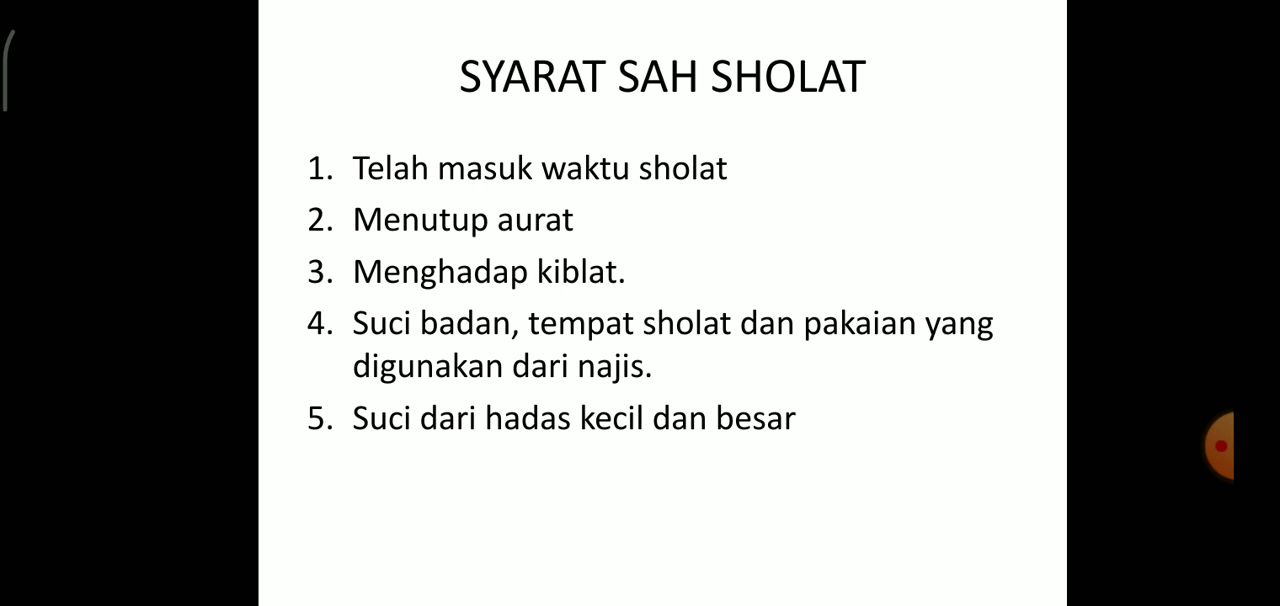 SYARAT SAH SHOLAT
1. Telah masuk waktu sholat
2. Menutup aurat
3. Menghadap kiblat.
4. Suci badan, tempat sholat dan pakaian yang
digunakan dari najis.
5. Suci dari hadas kecil dan besar